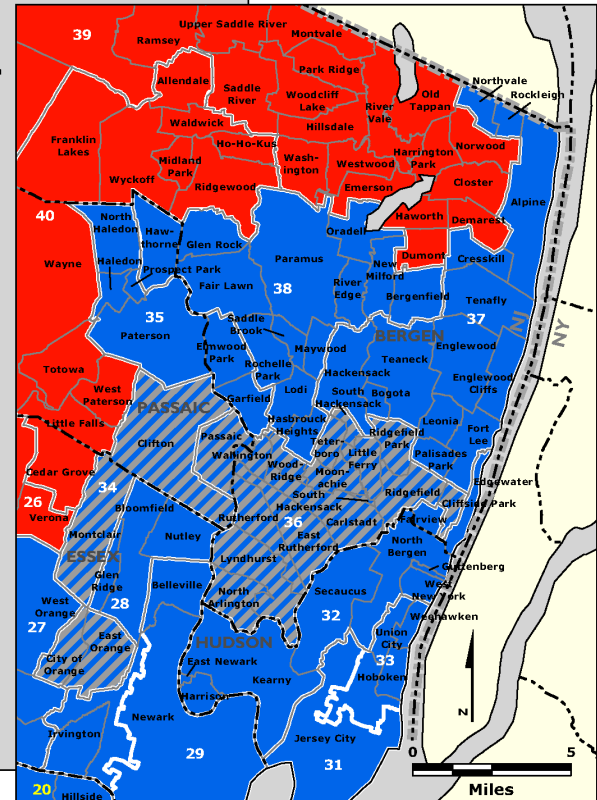 39
Upper Saddle River
Ramsey
Montvale
Allendale
Park Ridge
Northvale
Saddle
River
Woodcliff
Lake
Old
Tappan
Rockleigh
River
Vale
Waldwick
Hillsdale
Franklin
Lakes
Ho-Ho-Kus
Norwood
Midland
Park
Wash-
ington
Westwood
Harrington
Park
Wyckoff
Ridgewood
Emerson
Closter
Alpine
40
North
Haledon
Haworth
Demarest
Haw-
thorne
Glen Rock
Oradell
Wayne
Haledon
Prospect Park
Paramus
New
Milford
Dumont
Cresskill
Fair Lawn
38
River
Edge
Bergenfield
Tenafly
35
Paterson
Saddle
Brook
37
NJ
NY
BERGEN
Elmwood
Park
Maywood
Teaneck
Englewood
Rochelle
Park
Hackensack
Totowa
Englewood
Cliffs
West
Paterson
Lodi
South
Hackensack
Bogota
Garfield
PASSAIC
Little Falls
Hasbrouck
Heights
Leonia
Fort
Lee
Clifton
Passaic
Wallington
Teter-
boro
Ridgefield
Park
Little
Ferry
Palisades
Park
Cedar Grove
Wood-
Ridge
Moon-
achie
34
Edgewater
26
Verona
Bloomfield
South
Hackensack
Ridgefield
Cliffside Park
Rutherford
36
Carlstadt
Fairview
Montclair
Nutley
East
Rutherford
North
Bergen
ESSEX
Lyndhurst
Guttenberg
Glen
Ridge
Belleville
North
Arlington
Secaucus
West
New York
West
Orange
28
32
Weehawken
27
East
Orange
HUDSON
Union
City
City of
Orange
East Newark
33
Kearny
Hoboken
Harrison
Newark
N
Irvington
Jersey City
29
31
0
5
Miles
20
Hillside